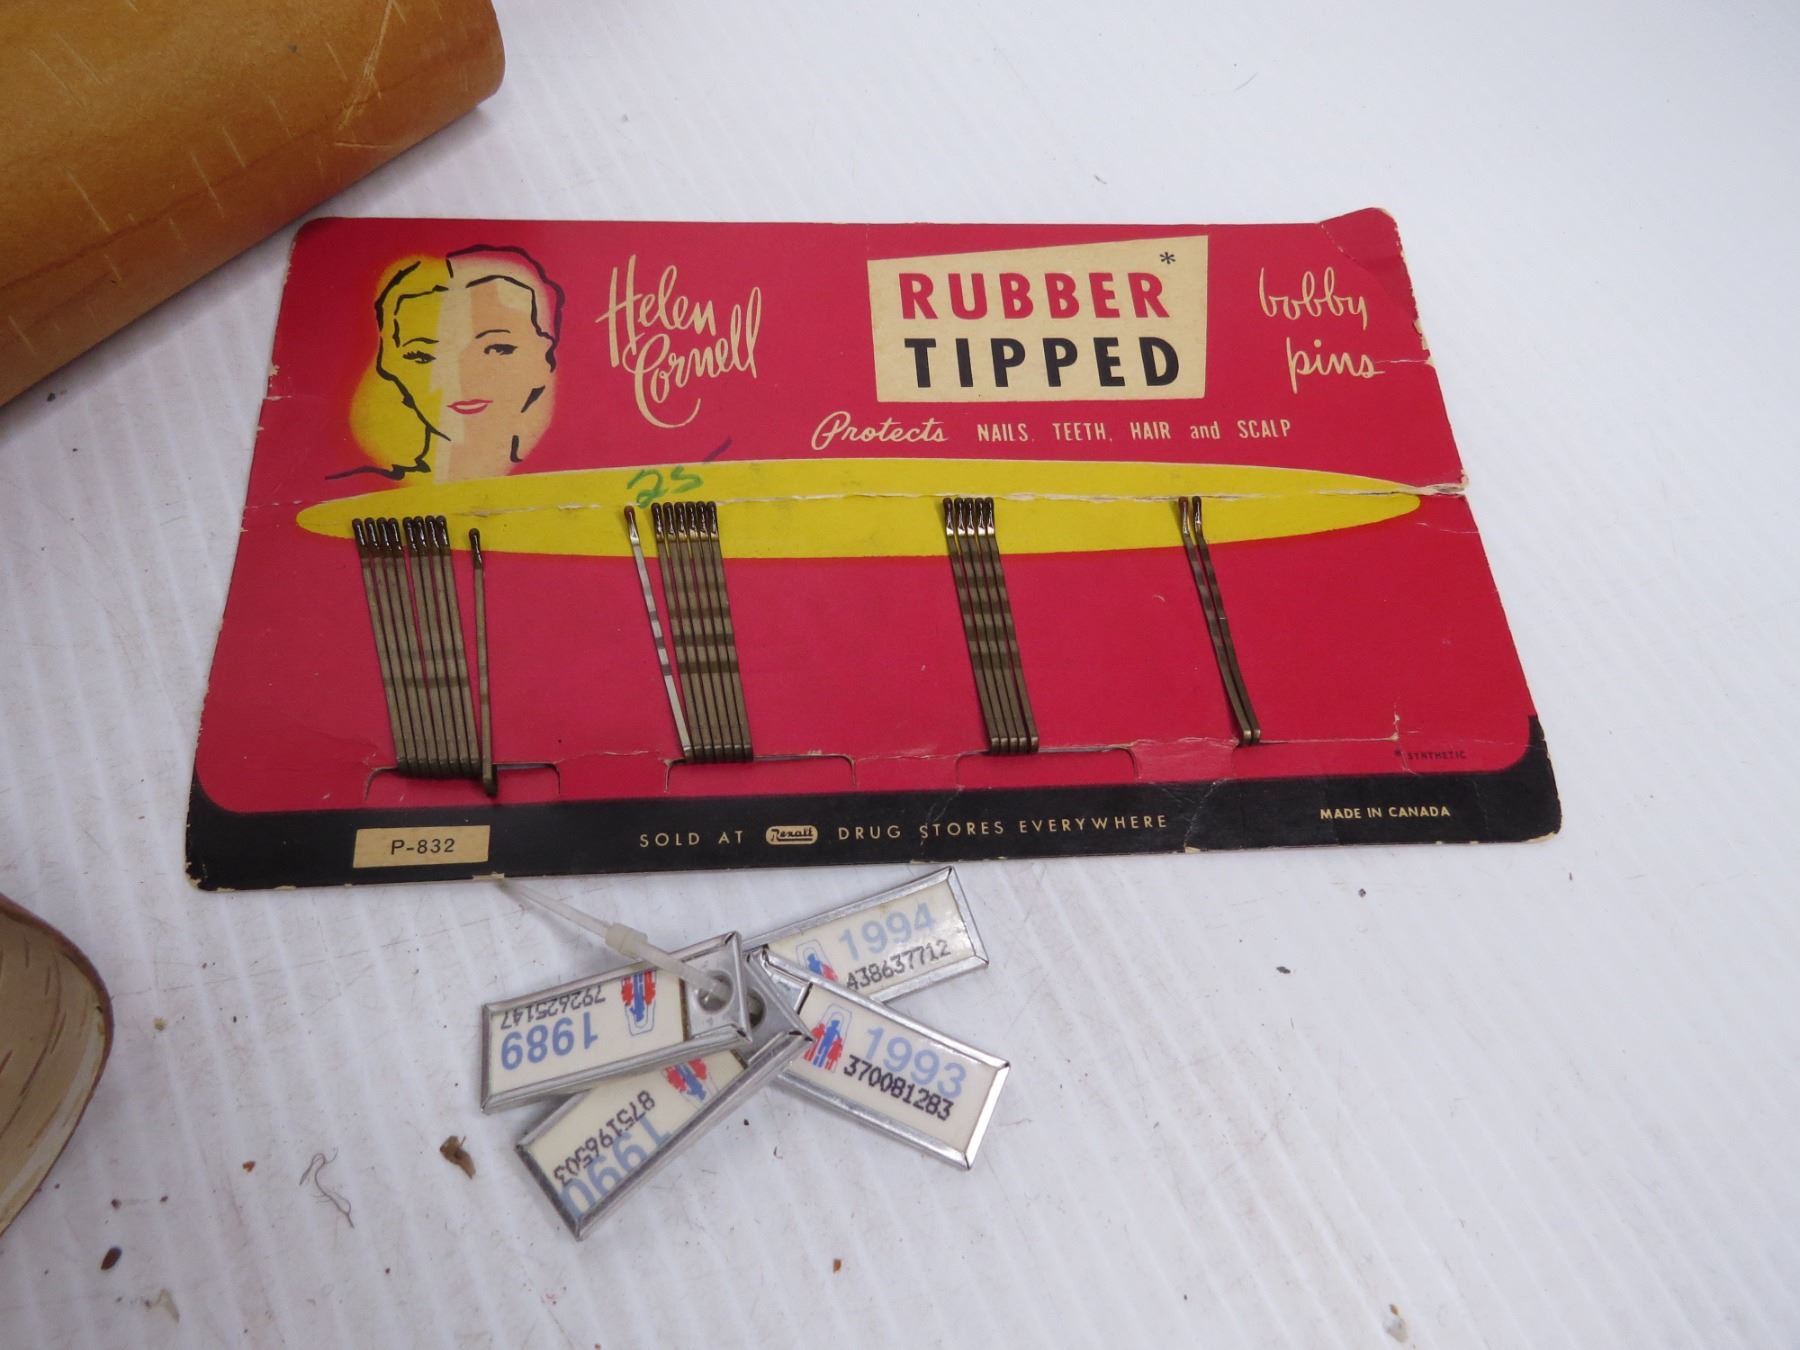 Helen
Cornell
RUBBER*
TIPPED
bobby
pins
Protects NAILS, TEETH, HAIR and SCALP
25
* SYNTHETIC
P-832
SOLD AT Rexall DRUG STORES EVERYWHERE
MADE IN CANADA
1994
A38637712
1989
792625147
1993
370081283
1990
875196503